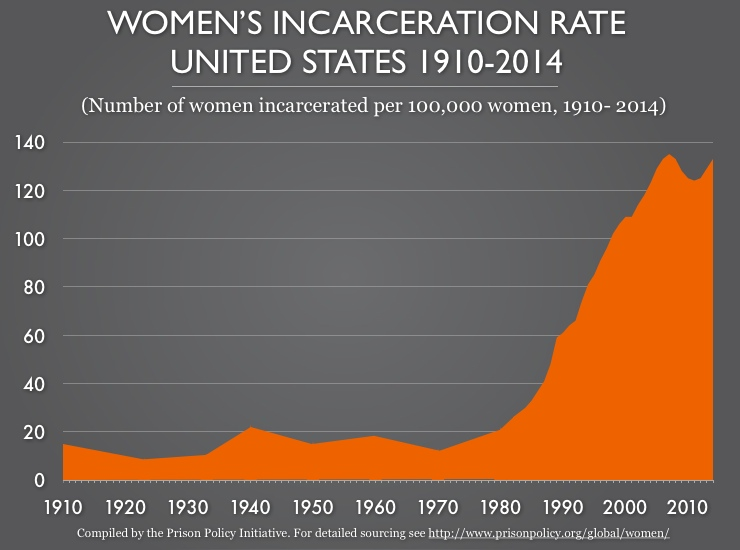 WOMEN'S INCARCERATION RATE
UNITED STATES 1910-2014
(Number of women incarcerated per 100,000 women, 1910- 2014)
140
120
100
80
60
40
20
0
1910 1920 1930 1940 1950 1960 1970 1980 1990 2000 2010
Compiled by the Prison Policy Initiative. For detailed sourcing see http://www.prisonpolicy.org/global/women/